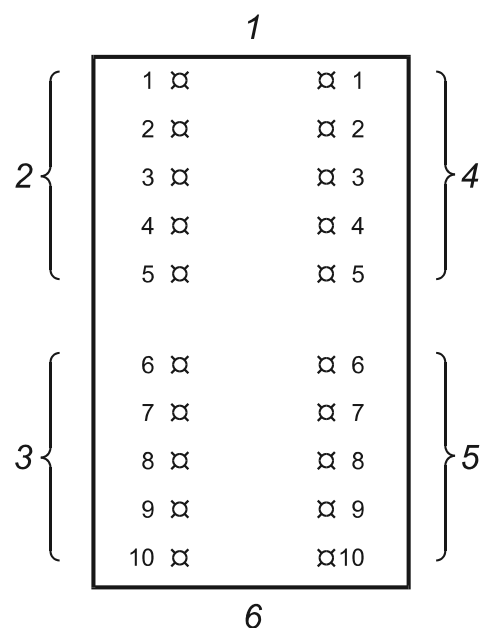 1
1 ¤ ¤ 1
2 ¤ ¤ 2
2 3 ¤ ¤ 3 4
4 ¤ ¤ 4
5 ¤ ¤ 5
6 ¤ ¤ 6
7 ¤ ¤ 7
3 8 ¤ ¤ 8 5
9 ¤ ¤ 9
10 ¤ ¤ 10
6